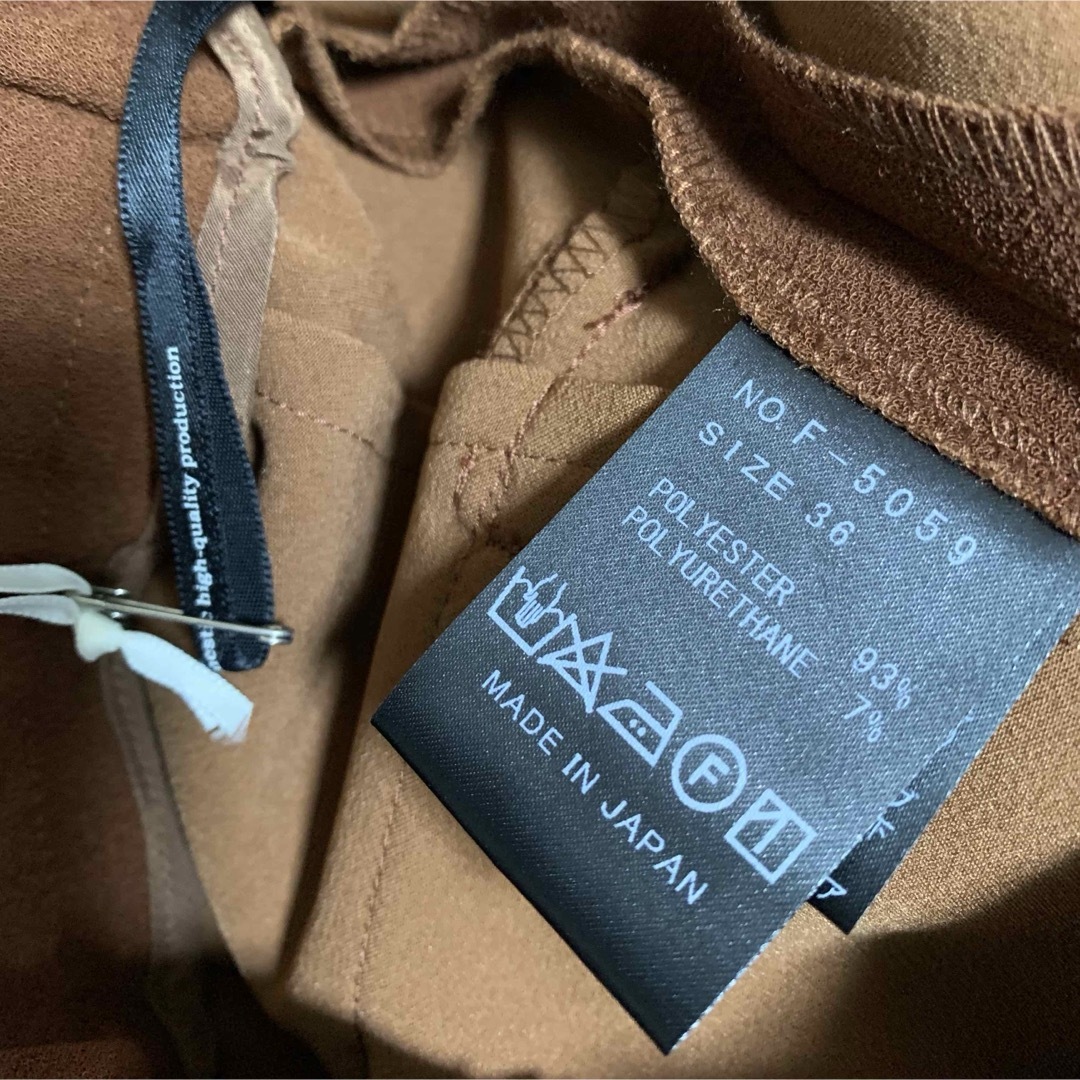 high-quality production
NO.F-5059
SIZE 36
POLYESTER 93%
POLYURETHANE 7%
F
MADE IN JAPAN